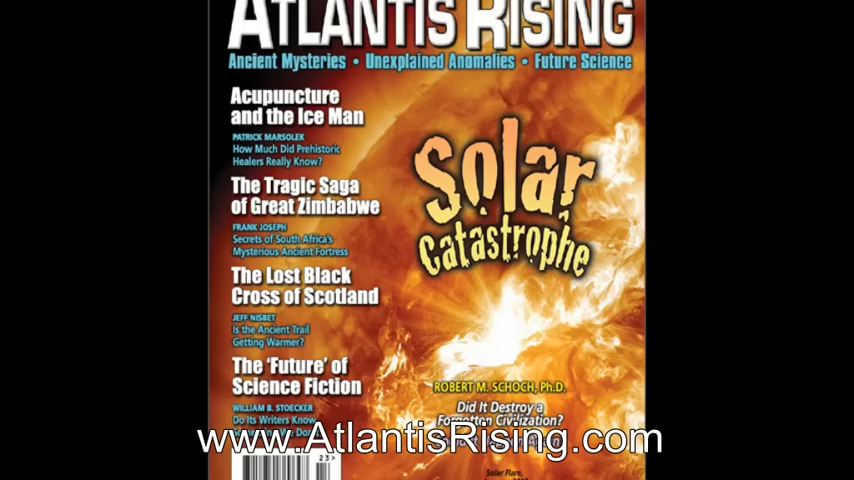 ATLANTIS RISING
Ancient Mysteries • Unexplained Anomalies • Future Science
Acupuncture
and the Ice Man
PATRICK MARSOLEK
How Much Did Prehistoric
Healers Really Know?
The Tragic Saga
of Great Zimbabwe
FRANK JOSEPH
Secrets of South Africa's
Mysterious Ancient Fortress
The Lost Black
Cross of Scotland
JEFF NISBET
Is the Ancient Trail
Getting Warmer?
The 'Future' of
Science Fiction
WILLIAM B. STOECKER
Do Its Writers Know
Solar
Catastrophe
ROBERT M. SCHOCH, Ph.D.
Did It Destroy a
Forgotten Civilization?
www.AtlantisRising.com
23>
Solar Flare,